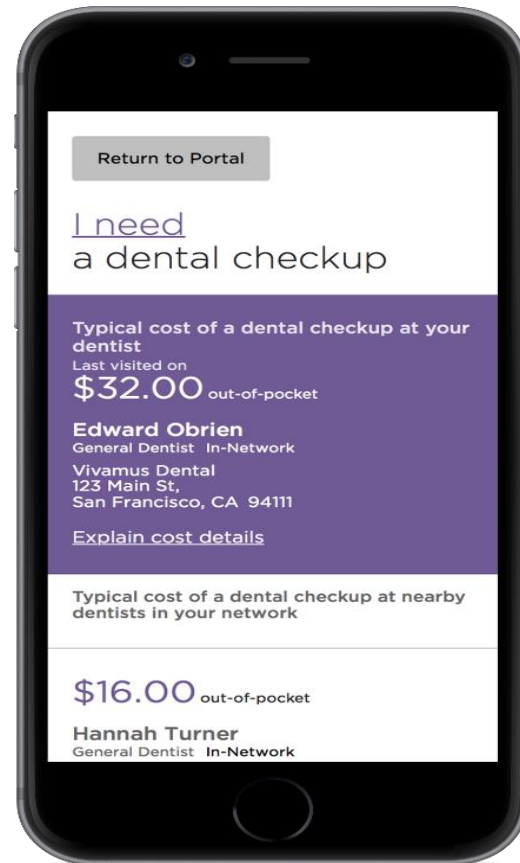 Return to Portal
I need
a dental checkup
Typical cost of a dental checkup at your
dentist
Last visited on
$32.00 out-of-pocket
Edward Obrien
General Dentist In-Network
Vivamus Dental
123 Main St,
San Francisco, CA 94111
Explain cost details
Typical cost of a dental checkup at nearby
dentists in your network
$16.00 out-of-pocket
Hannah Turner
General Dentist In-Network